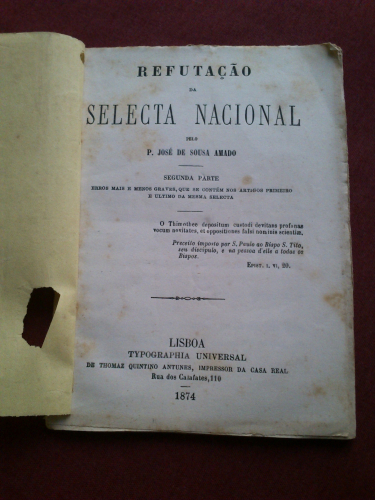 REFUTAÇÃO
DA
SELECTA NACIONAL
PELO
P. JOSÉ DE SOUSA AMADO
SEGUNDA PARTE
ERROS MAIS E MENOS GRAVES, QUE SE CONTÉM NOS ARTIGOS PRIMEIRO
E ULTIMO DA MESMA SELECTA
O Thimothee depositum custodi devitans profanas
vocum novitates, et oppositiones falsi nominis scientiæ.
Preceito imposto por S. Paulo ao Bispo S. Tito,
seu discipulo, e na pessoa d'elle a todos os
Bispos.
EPIST. I. VI, 20.
LISBOA
TYPOGRAPHIA UNIVERSAL
DE THOMAZ QUINTINO ANTUNES, IMPRESSOR DA CASA REAL
Rua dos Calafates, 110
1874